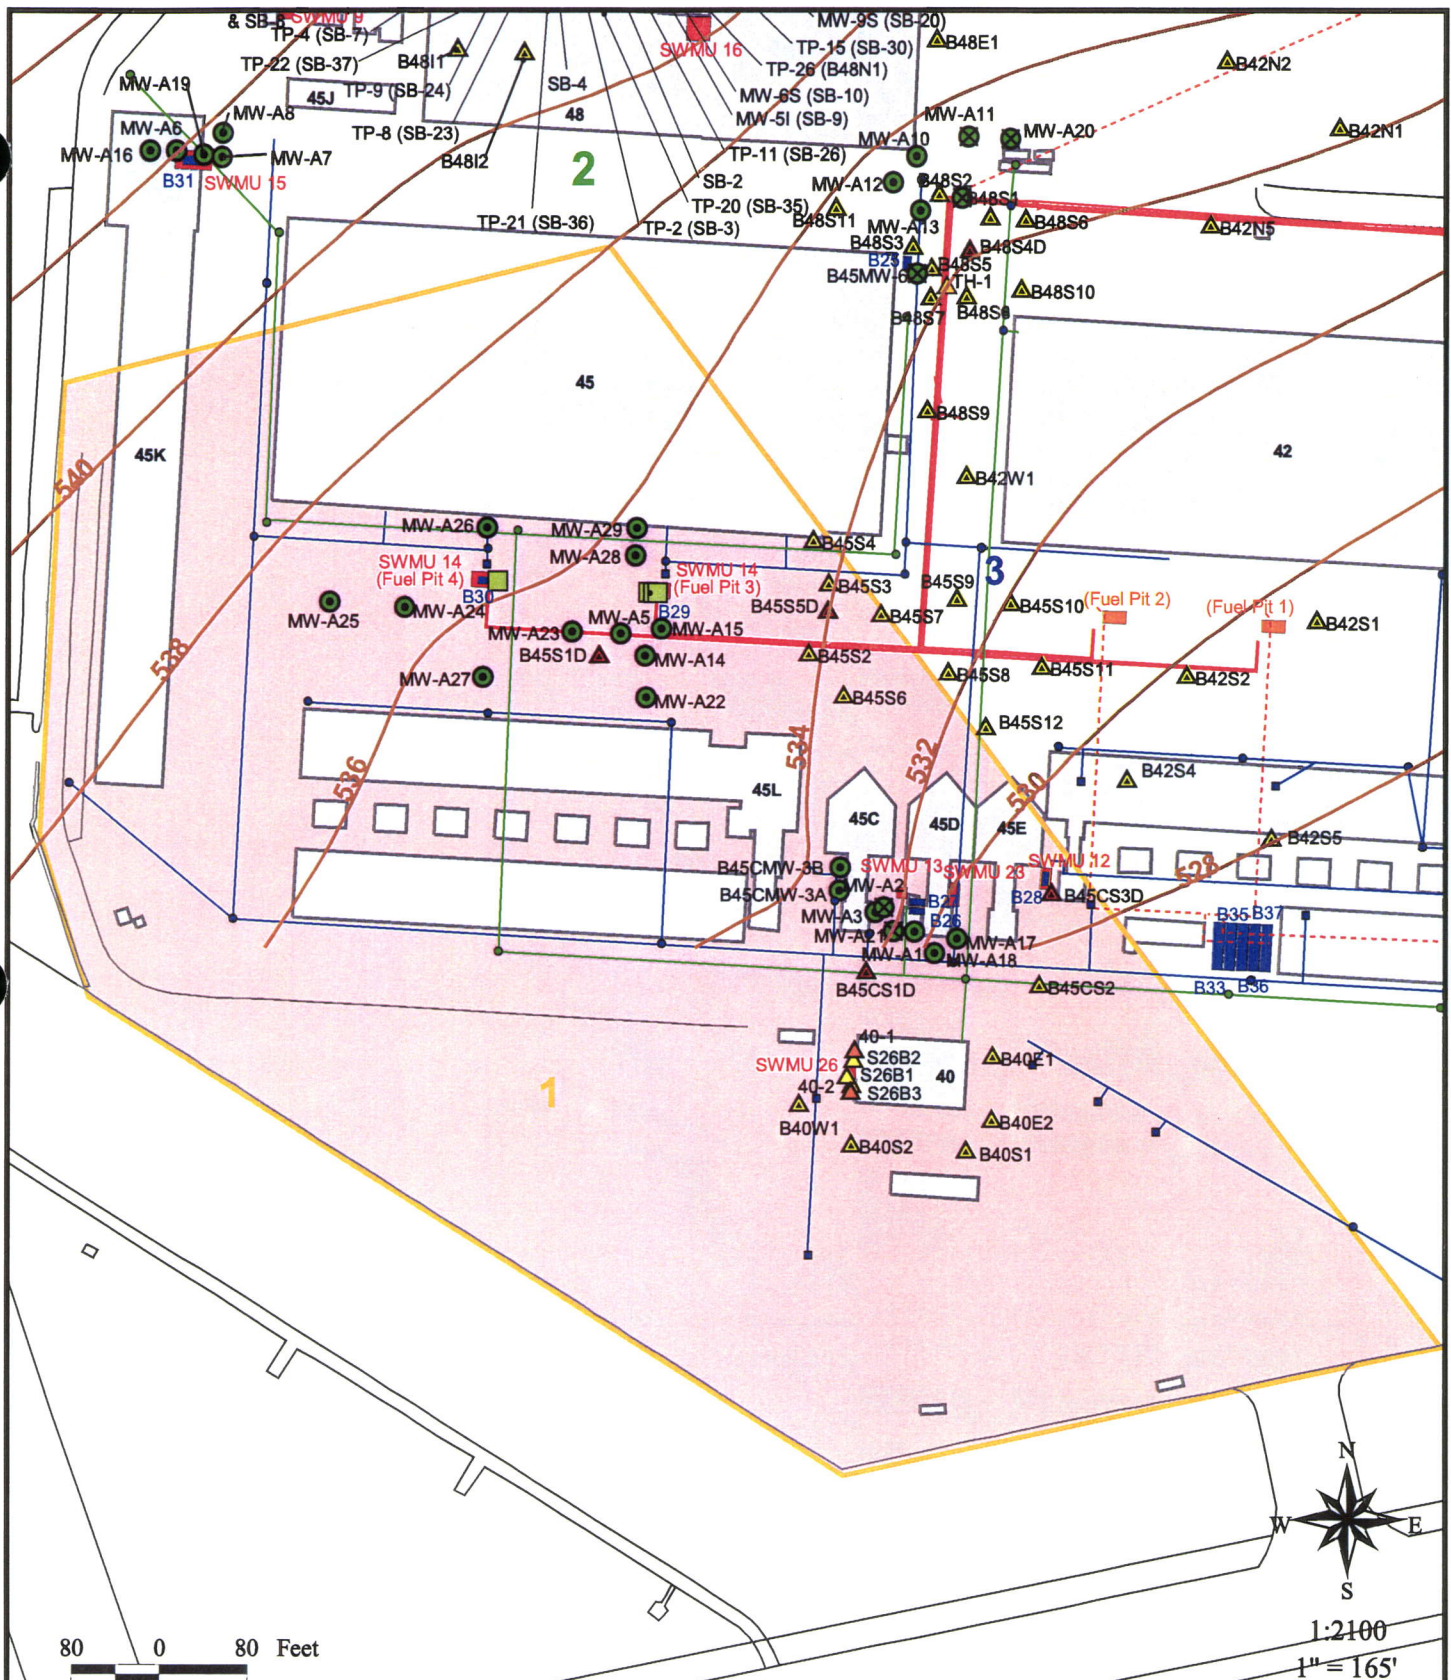 & SB-8
SWMU 9
TP-4 (SB-7)
TP-22 (SB-37)
B48I1
TP-9 (SB-24)
SB-4
48
45J
TP-8 (SB-23)
B48I2
SWMU 16
MW-9S (SB-20)
TP-15 (SB-30)
TP-26 (B48N1)
MW-6S (SB-10)
MW-5I (SB-9)
TP-11 (SB-26)
SB-2
TP-20 (SB-35)
TP-2 (SB-3)
TP-21 (SB-36)
2
B48E1
B42N2
B42N1
MW-A11
MW-A20
MW-A10
MW-A12
B48S2
B48S1
B48S11
MW-A13
B48S6
B42N5
B48S3
B48S4D
B25
B48S5
B45MW-6
TH-1
B48S10
B48S7
B48S6
MW-A19
MW-A8
MW-A6
MW-A16
MW-A7
B31
SWMU 15
45
45K
42
B48S9
B42W1
540
538
536
534
532
530
528
MW-A26
MW-A29
MW-A28
SWMU 14
(Fuel Pit 4)
B30
SWMU 14
(Fuel Pit 3)
B29
MW-A25
MW-A24
MW-A23
MW-A5
MW-A15
B45S1D
MW-A14
MW-A27
MW-A22
B45S4
B45S3
B45S5D
B45S7
B45S9
3
B45S10
(Fuel Pit 2)
(Fuel Pit 1)
B42S1
B45S2
B45S8
B45S11
B42S2
B45S6
B45S12
B42S4
B42S5
45L
45C
45D
45E
B45CMW-3B
SWMU 13
SWMU 23
SWMU 12
B45CMW-3A
MW-A2
B27
B28
B45CS3D
MW-A3
B26
MW-A21
MW-A17
MW-A1
MW-A18
B35
B37
B33
B36
B45CS1D
B45CS2
40-1
S26B2
SWMU 26
S26B1
40
B40E1
40-2
S26B3
B40W1
B40E2
B40S2
B40S1
1
N
W
E
S
80 0 80 Feet
1:2100
1" = 165'